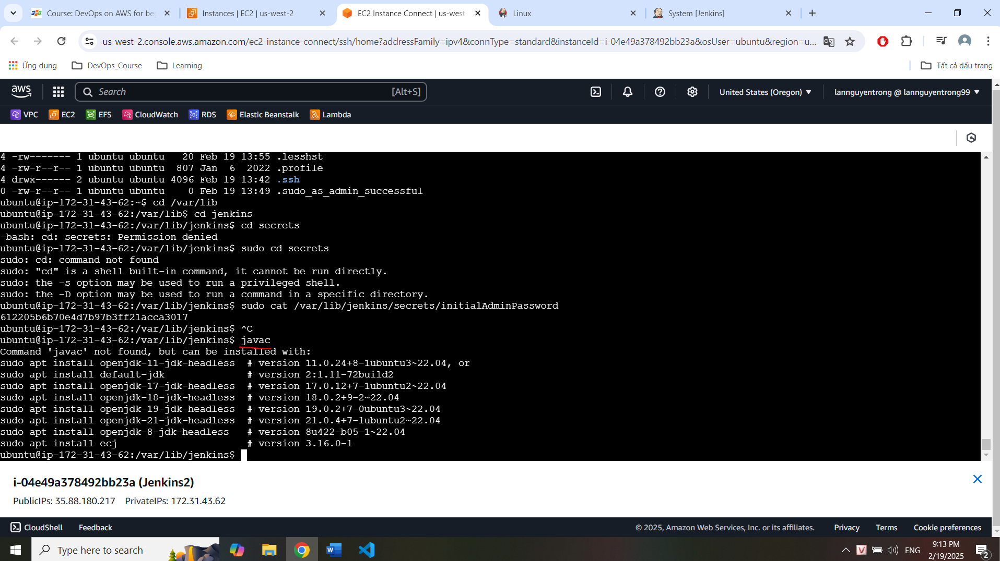 Course: DevOps on AWS for beg
Instances | EC2 | us-west-2
EC2 Instance Connect | us-west-
Linux
System [Jenkins]
us-west-2.console.aws.amazon.com/ec2-instance-connect/ssh/home?addressFamily=ipv4&connType=standard&instanceId=i-04e49a378492bb23a&osUser=ubuntu&region=u...
Ứng dụng
DevOps_Course
Learning
Tất cả dấu trang
aws
Search
[Alt+S]
United States (Oregon)
lannguyentrong @ lannguyentrong99
VPC
EC2
EFS
CloudWatch
RDS
Elastic Beanstalk
Lambda
4 -rw------- 1 ubuntu ubuntu   20 Feb 19 13:55 .lesshst
4 -rw-r--r-- 1 ubuntu ubuntu  807 Jan  6  2022 .profile
4 drwx------ 2 ubuntu ubuntu 4096 Feb 19 13:42 .ssh
0 -rw-r--r-- 1 ubuntu ubuntu    0 Feb 19 13:49 .sudo_as_admin_successful
ubuntu@ip-172-31-43-62:~$ cd /var/lib
ubuntu@ip-172-31-43-62:/var/lib$ cd jenkins
ubuntu@ip-172-31-43-62:/var/lib/jenkins$ cd secrets
-bash: cd: secrets: Permission denied
ubuntu@ip-172-31-43-62:/var/lib/jenkins$ sudo cd secrets
sudo: cd: command not found
sudo: "cd" is a shell built-in command, it cannot be run directly.
sudo: the -s option may be used to run a privileged shell.
sudo: the -D option may be used to run a command in a specific directory.
ubuntu@ip-172-31-43-62:/var/lib/jenkins$ sudo cat /var/lib/jenkins/secrets/initialAdminPassword
612205b6b70e4d7b97b3ff21acca3017
ubuntu@ip-172-31-43-62:/var/lib/jenkins$ ^C
ubuntu@ip-172-31-43-62:/var/lib/jenkins$ javac
Command 'javac' not found, but can be installed with:
sudo apt install openjdk-11-jdk-headless  # version 11.0.24+8-1ubuntu3~22.04, or
sudo apt install default-jdk              # version 2:1.11-72build2
sudo apt install openjdk-17-jdk-headless  # version 17.0.12+7-1ubuntu2~22.04
sudo apt install openjdk-18-jdk-headless  # version 18.0.2+9-2~22.04
sudo apt install openjdk-19-jdk-headless  # version 19.0.2+7-0ubuntu3~22.04
sudo apt install openjdk-21-jdk-headless  # version 21.0.4+7-1ubuntu2~22.04
sudo apt install openjdk-8-jdk-headless   # version 8u422-b05-1~22.04
sudo apt install ecj                      # version 3.16.0-1
ubuntu@ip-172-31-43-62:/var/lib/jenkins$
i-04e49a378492bb23a (Jenkins2)
PublicIPs: 35.88.180.217    PrivateIPs: 172.31.43.62
CloudShell
Feedback
© 2025, Amazon Web Services, Inc. or its affiliates.
Privacy
Terms
Cookie preferences
Type here to search
ENG
9:13 PM
2/19/2025
2